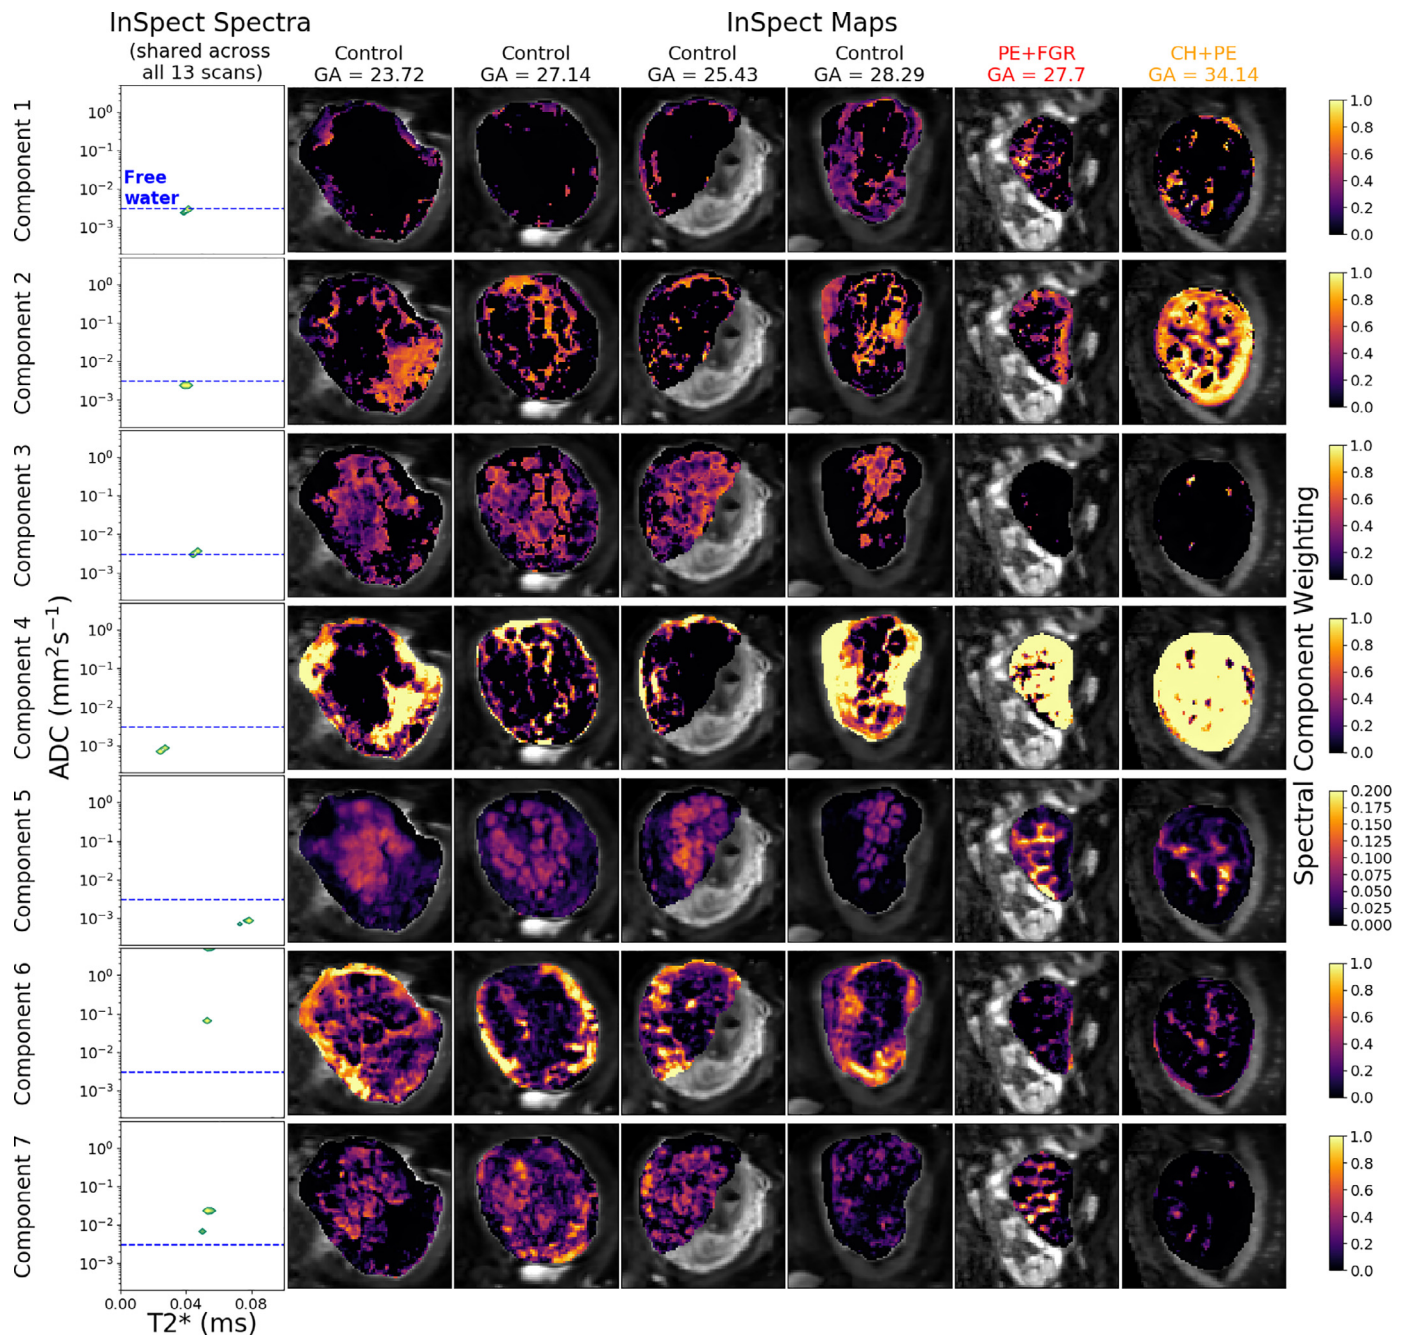 InSpect Spectra
(shared across
all 13 scans)
InSpect Maps
Control
GA = 23.72
Control
GA = 27.14
Control
GA = 25.43
Control
GA = 28.29
PE+FGR
GA = 27.7
CH+PE
GA = 34.14
Component 1
10⁰
10⁻¹
10⁻²
10⁻³
Free
water
1.0
0.8
0.6
0.4
0.2
0.0
Component 2
10⁰
10⁻¹
10⁻²
10⁻³
1.0
0.8
0.6
0.4
0.2
0.0
Component 3
10⁰
10⁻¹
10⁻²
10⁻³
1.0
0.8
0.6
0.4
0.2
0.0
Component 4
10⁰
10⁻¹
10⁻²
10⁻³
1.0
0.8
0.6
0.4
0.2
0.0
ADC (mm²s⁻¹)
Spectral Component Weighting
Component 5
10⁰
10⁻¹
10⁻²
10⁻³
0.200
0.175
0.150
0.125
0.100
0.075
0.050
0.025
0.000
Component 6
10⁰
10⁻¹
10⁻²
10⁻³
1.0
0.8
0.6
0.4
0.2
0.0
Component 7
10⁰
10⁻¹
10⁻²
10⁻³
1.0
0.8
0.6
0.4
0.2
0.0
0.00 0.04 0.08
T2* (ms)